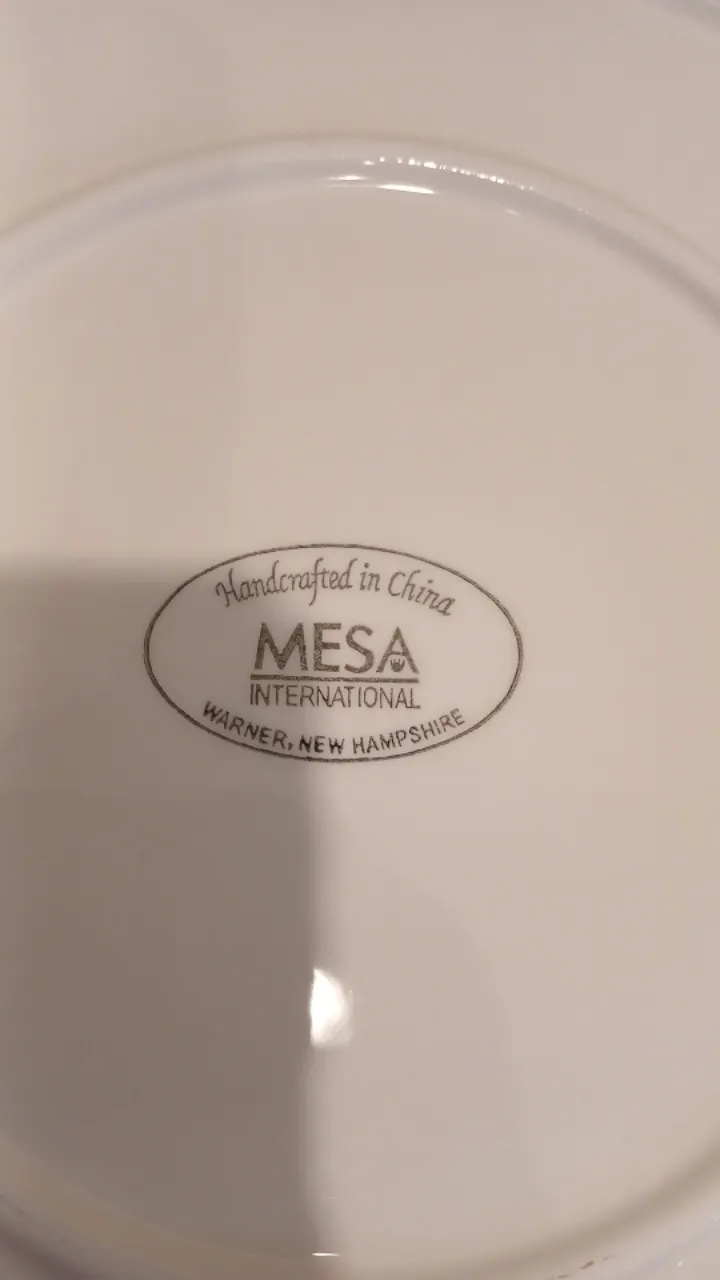 Handcrafted in China
MESA
INTERNATIONAL
WARNER, NEW HAMPSHIRE